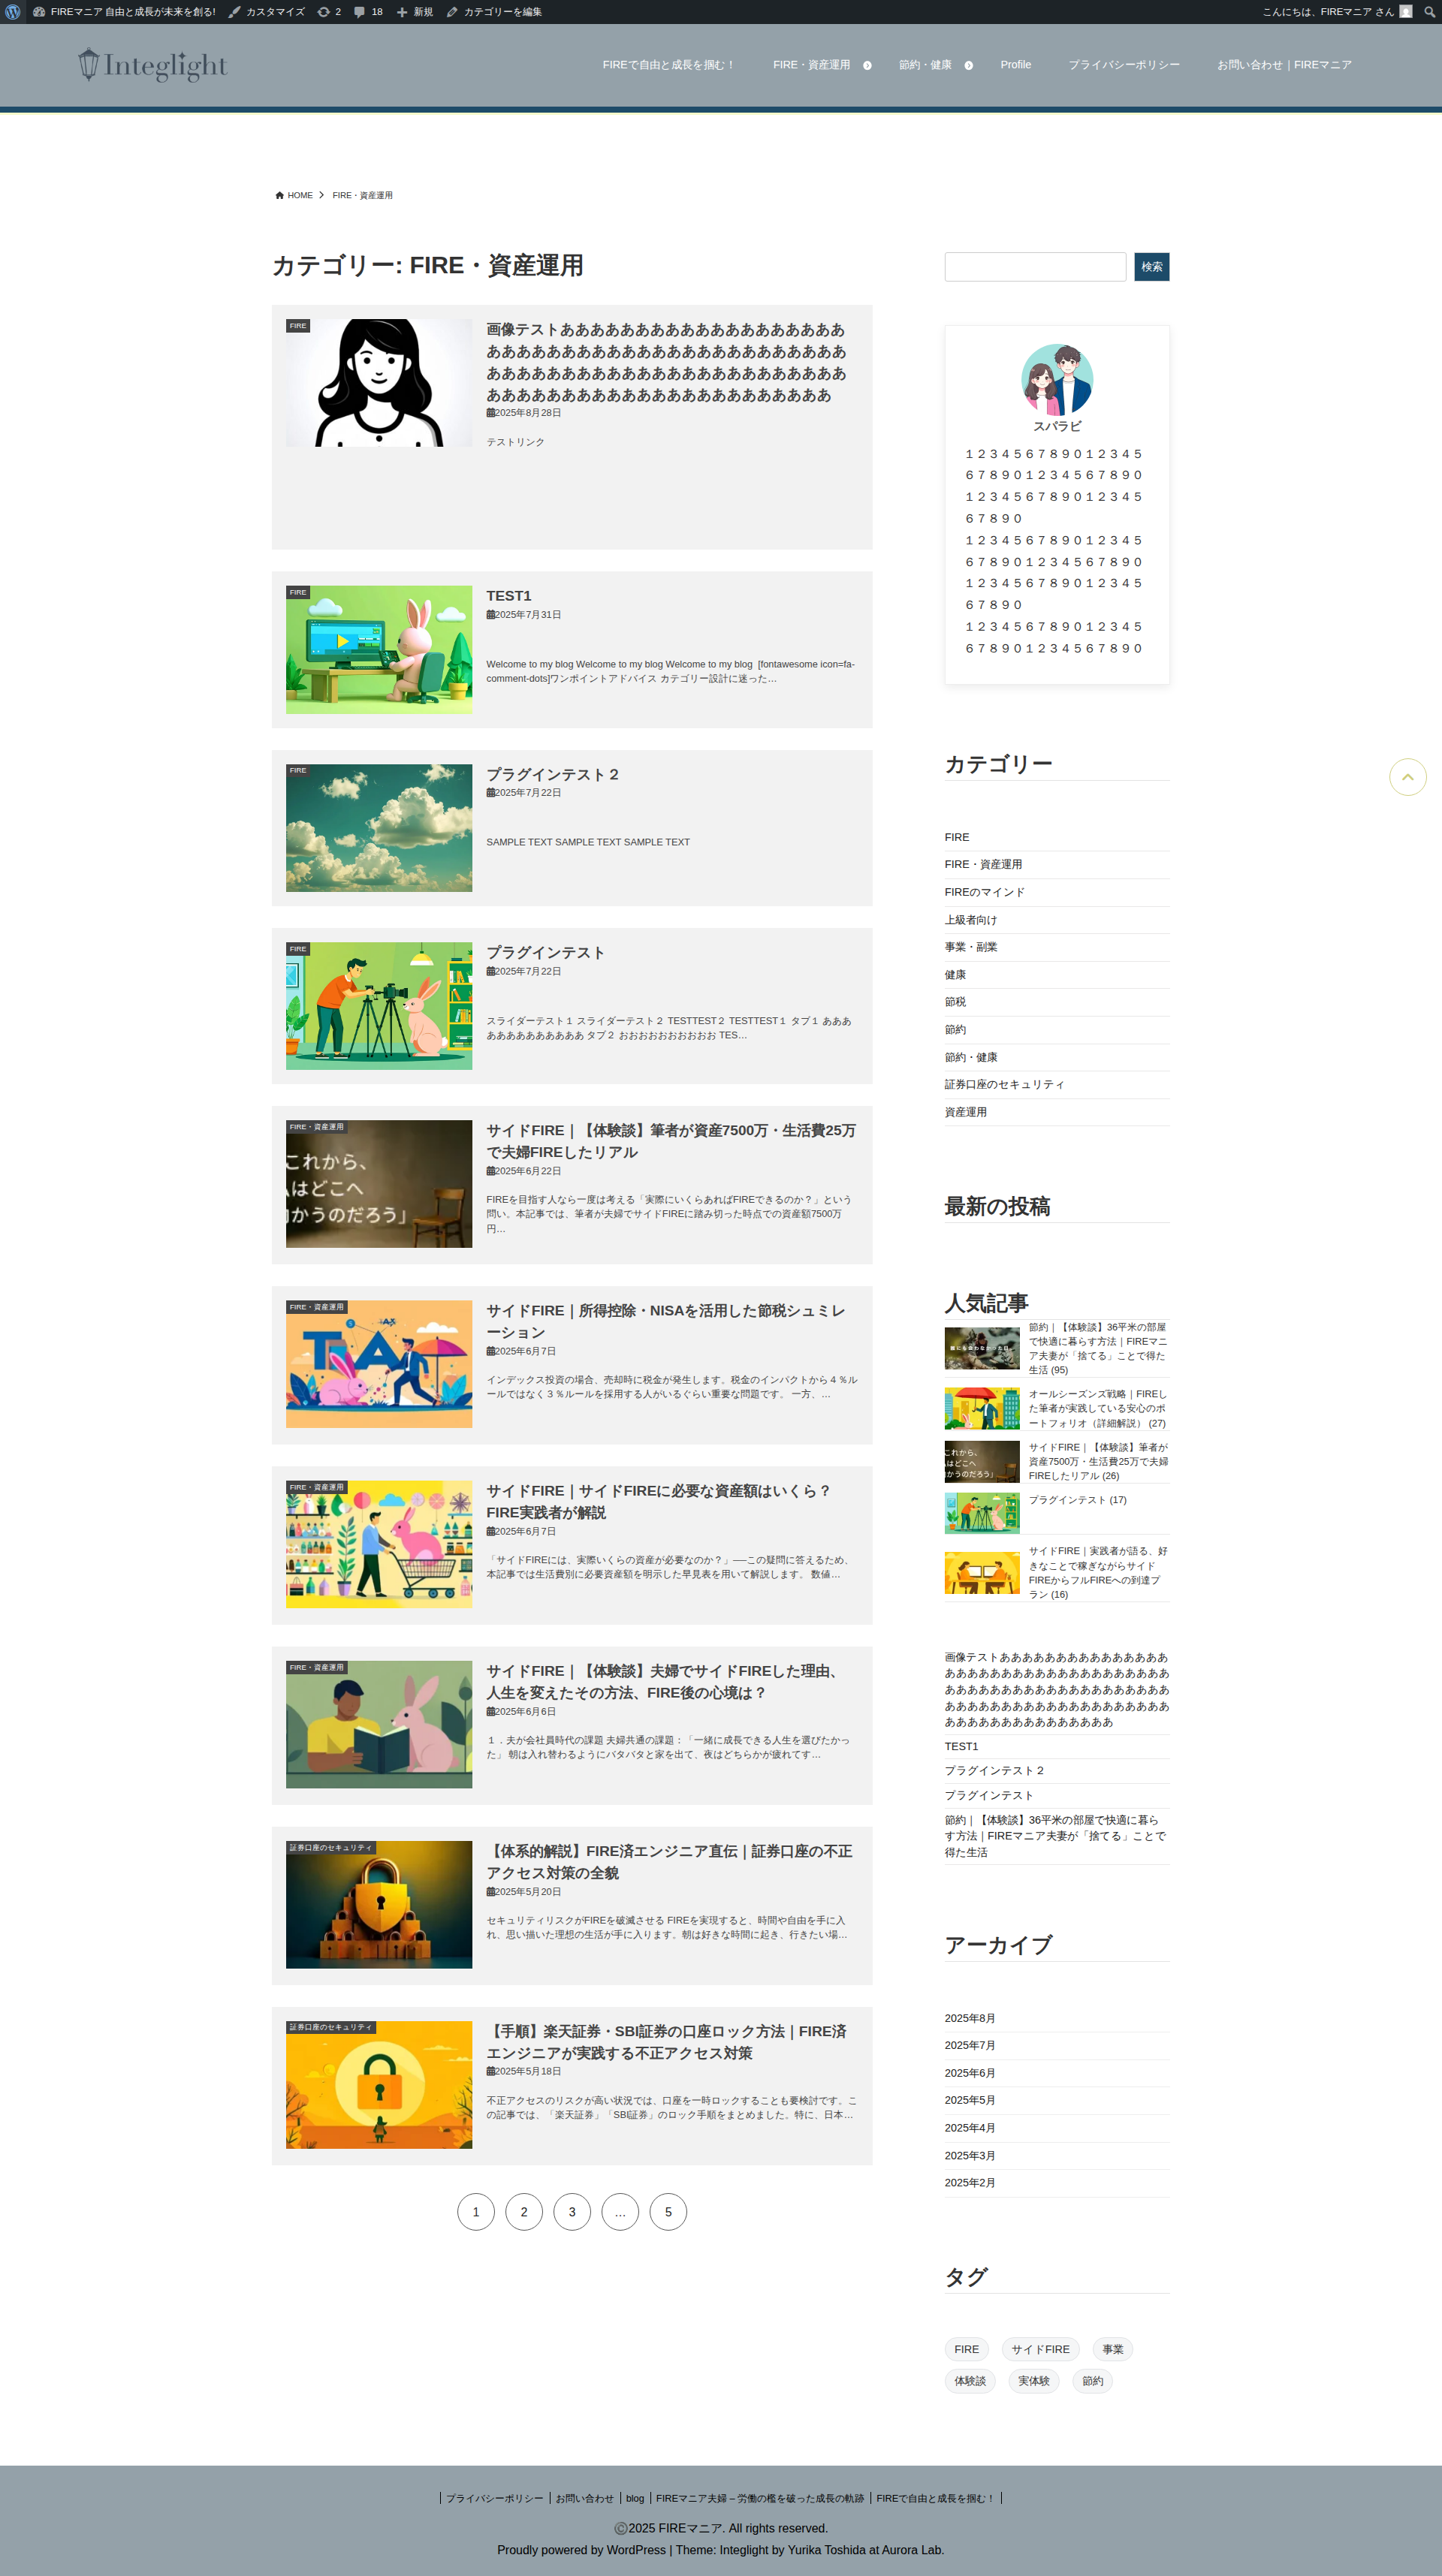 FIREマニア 自由と成長が未来を創る!　カスタマイズ　2　18　新規　カテゴリーを編集　こんにちは、FIREマニア さん
Integlight　FIREで自由と成長を掴む！　FIRE・資産運用　節約・健康　Profile　プライバシーポリシー　お問い合わせ｜FIREマニア
HOME　FIRE・資産運用
カテゴリー: FIRE・資産運用
FIRE
画像テストあああああああああああああああああああ
ああああああああああああああああああああああああ
ああああああああああああああああああああああああ
あああああああああああああああああああああああ
2025年8月28日
テストリンク
FIRE
TEST1
2025年7月31日
Welcome to my blog Welcome to my blog Welcome to my blog [fontawesome icon=fa-
comment-dots]ワンポイントアドバイス カテゴリー設計に迷った…
FIRE
プラグインテスト２
2025年7月22日
SAMPLE TEXT SAMPLE TEXT SAMPLE TEXT
FIRE
プラグインテスト
2025年7月22日
スライダーテスト１ スライダーテスト２ TESTTEST２ TESTTEST１ タブ１ あああ
ああああああああああ タブ２ おおおおおおおおおお TES…
FIRE・資産運用
これから、
はどこへ
かうのだろう」
サイドFIRE｜【体験談】筆者が資産7500万・生活費25万
で夫婦FIREしたリアル
2025年6月22日
FIREを目指す人なら一度は考える「実際にいくらあればFIREできるのか？」という
問い。本記事では、筆者が夫婦でサイドFIREに踏み切った時点での資産額7500万
円…
FIRE・資産運用
サイドFIRE｜所得控除・NISAを活用した節税シュミレ
ーション
2025年6月7日
インデックス投資の場合、売却時に税金が発生します。税金のインパクトから４％ル
ールではなく３％ルールを採用する人がいるぐらい重要な問題です。 一方、…
FIRE・資産運用
サイドFIRE｜サイドFIREに必要な資産額はいくら？
FIRE実践者が解説
2025年6月7日
「サイドFIREには、実際いくらの資産が必要なのか？」──この疑問に答えるため、
本記事では生活費別に必要資産額を明示した早見表を用いて解説します。 数値…
FIRE・資産運用
サイドFIRE｜【体験談】夫婦でサイドFIREした理由、
人生を変えたその方法、FIRE後の心境は？
2025年6月6日
１．夫が会社員時代の課題 夫婦共通の課題：「一緒に成長できる人生を選びたかっ
た」 朝は入れ替わるようにバタバタと家を出て、夜はどちらかが疲れてす…
証券口座のセキュリティ
【体系的解説】FIRE済エンジニア直伝｜証券口座の不正
アクセス対策の全貌
2025年5月20日
セキュリティリスクがFIREを破滅させる FIREを実現すると、時間や自由を手に入
れ、思い描いた理想の生活が手に入ります。朝は好きな時間に起き、行きたい場…
証券口座のセキュリティ
【手順】楽天証券・SBI証券の口座ロック方法｜FIRE済
エンジニアが実践する不正アクセス対策
2025年5月18日
不正アクセスのリスクが高い状況では、口座を一時ロックすることも要検討です。こ
の記事では、「楽天証券」「SBI証券」のロック手順をまとめました。特に、日本…
1　2　3　…　5
検索
スパラビ
１２３４５６７８９０１２３４５
６７８９０１２３４５６７８９０
１２３４５６７８９０１２３４５
６７８９０
１２３４５６７８９０１２３４５
６７８９０１２３４５６７８９０
１２３４５６７８９０１２３４５
６７８９０
１２３４５６７８９０１２３４５
６７８９０１２３４５６７８９０
カテゴリー
FIRE
FIRE・資産運用
FIREのマインド
上級者向け
事業・副業
健康
節税
節約
節約・健康
証券口座のセキュリティ
資産運用
最新の投稿
人気記事
節約｜【体験談】36平米の部屋
で快適に暮らす方法｜FIREマニ
ア夫妻が「捨てる」ことで得た
生活 (95)
オールシーズンズ戦略｜FIREし
た筆者が実践している安心のポ
ートフォリオ（詳細解説） (27)
これから、
はどこへ
かうのだろう」
サイドFIRE｜【体験談】筆者が
資産7500万・生活費25万で夫婦
FIREしたリアル (26)
プラグインテスト (17)
サイドFIRE｜実践者が語る、好
きなことで稼ぎながらサイド
FIREからフルFIREへの到達プ
ラン (16)
画像テストあああああああああああああああ
ああああああああああああああああああああ
ああああああああああああああああああああ
ああああああああああああああああああああ
あああああああああああああああ
TEST1
プラグインテスト２
プラグインテスト
節約｜【体験談】36平米の部屋で快適に暮ら
す方法｜FIREマニア夫妻が「捨てる」ことで
得た生活
アーカイブ
2025年8月
2025年7月
2025年6月
2025年5月
2025年4月
2025年3月
2025年2月
タグ
FIRE　サイドFIRE　事業
体験談　実体験　節約
プライバシーポリシー　お問い合わせ　blog　FIREマニア夫婦 – 労働の檻を破った成長の軌跡　FIREで自由と成長を掴む！
©2025 FIREマニア. All rights reserved.
Proudly powered by WordPress | Theme: Integlight by Yurika Toshida at Aurora Lab.